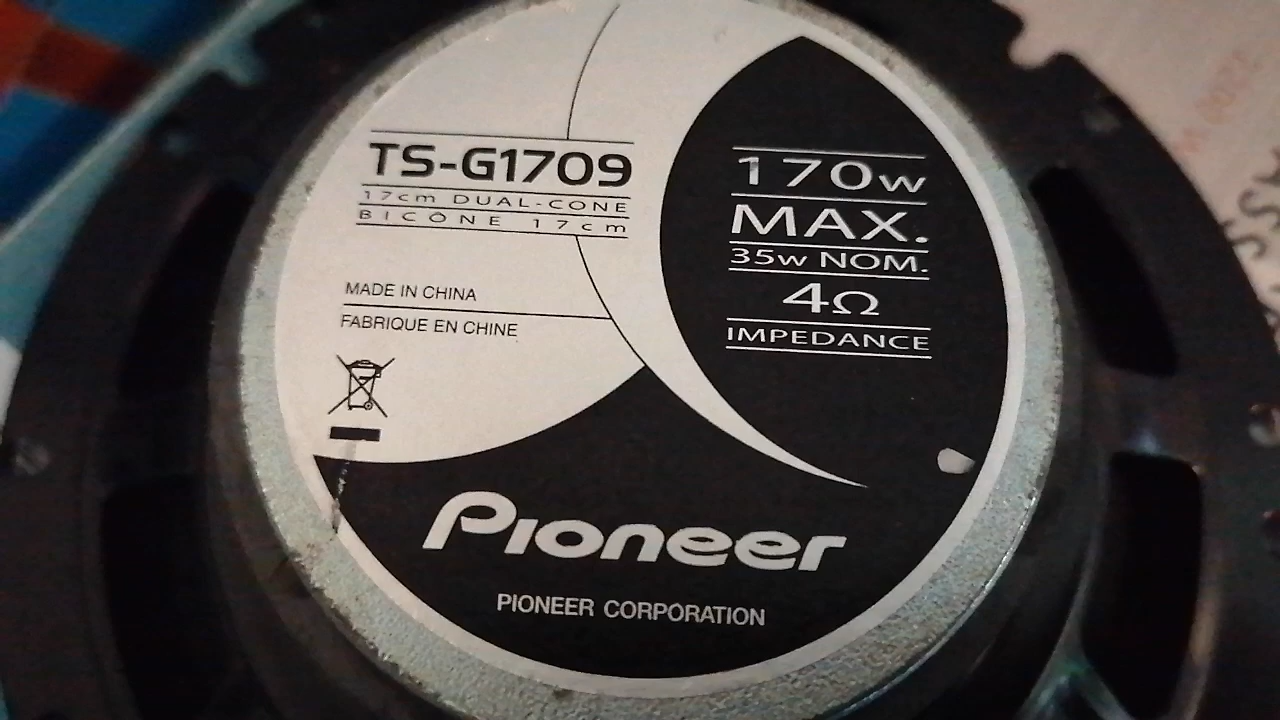 TS-G1709
17cm DUAL-CONE
BICÔNE 17cm
MADE IN CHINA
FABRIQUE EN CHINE
170w
MAX.
35w NOM.
4Ω
IMPEDANCE
Pioneer
PIONEER CORPORATION